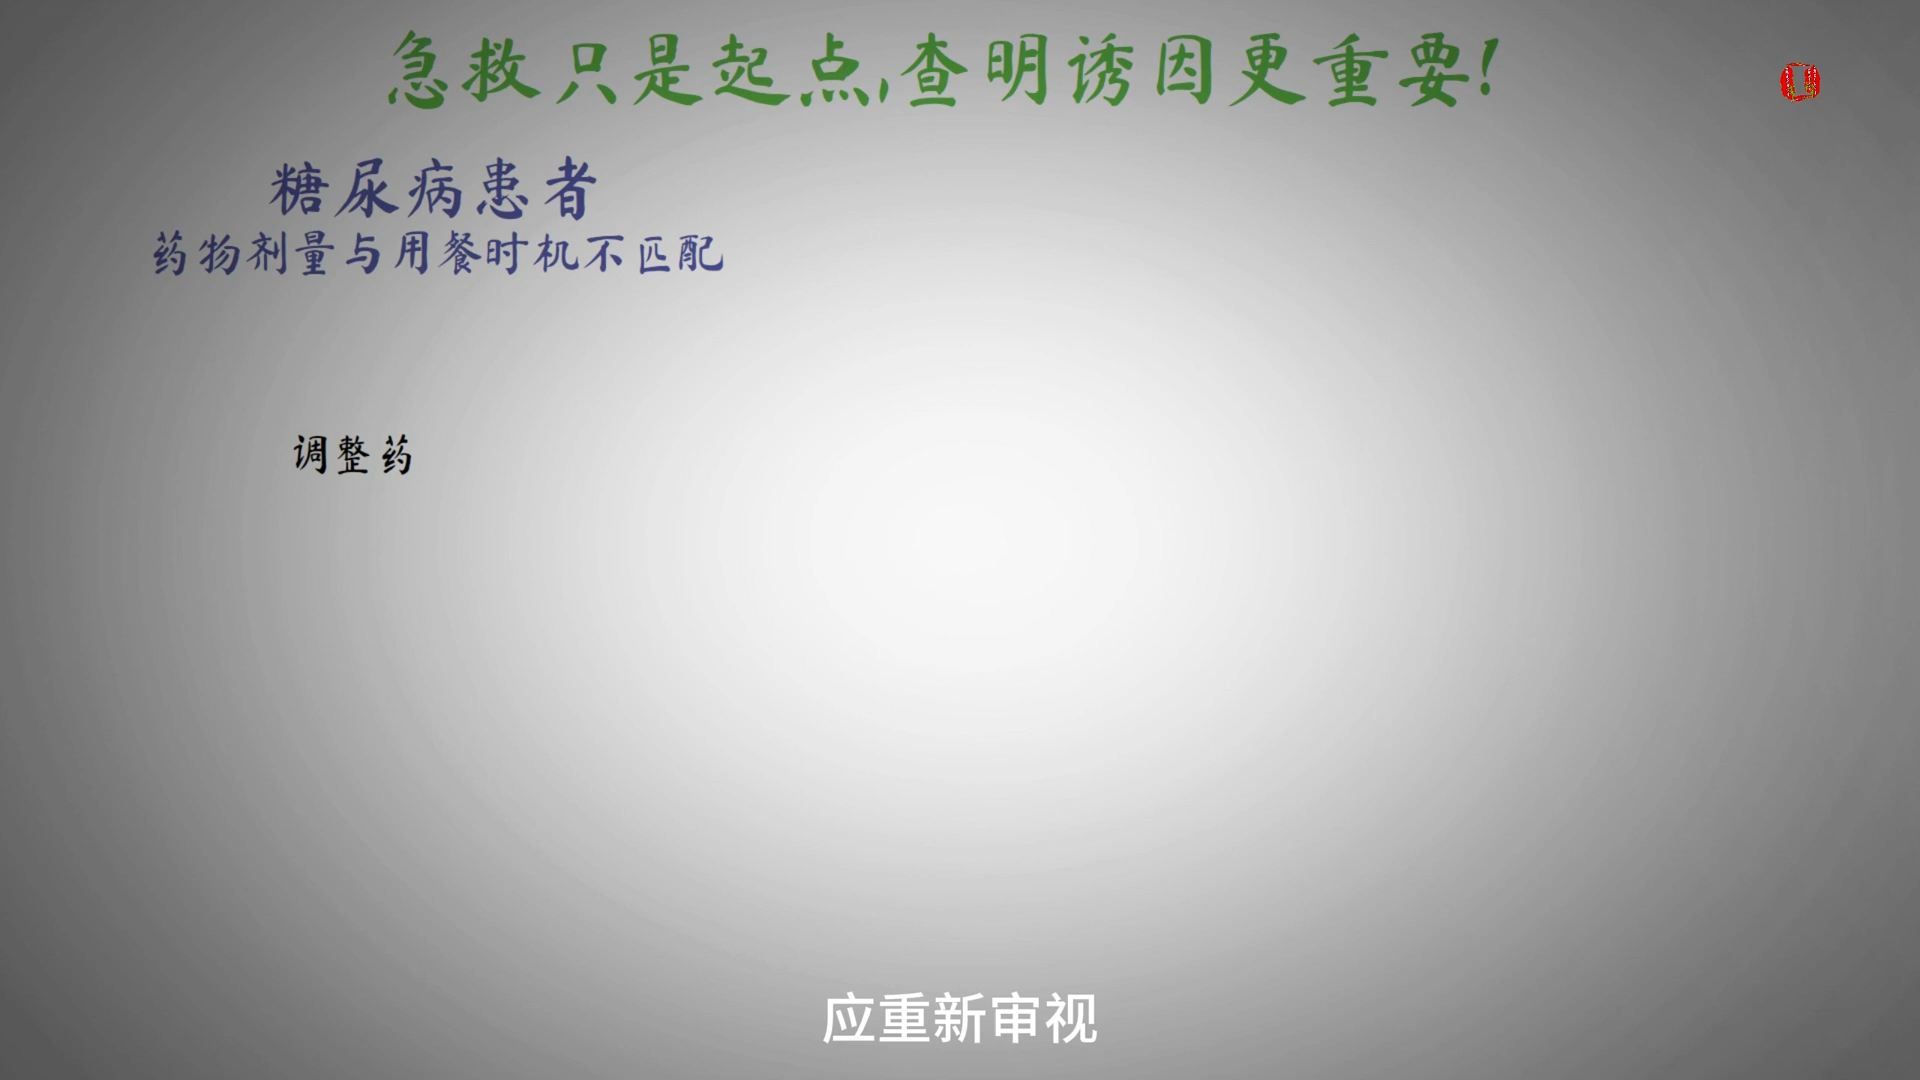 急救只是起点,查明诱因更重要!
糖尿病患者
药物剂量与用餐时机不匹配
调整药
应重新审视